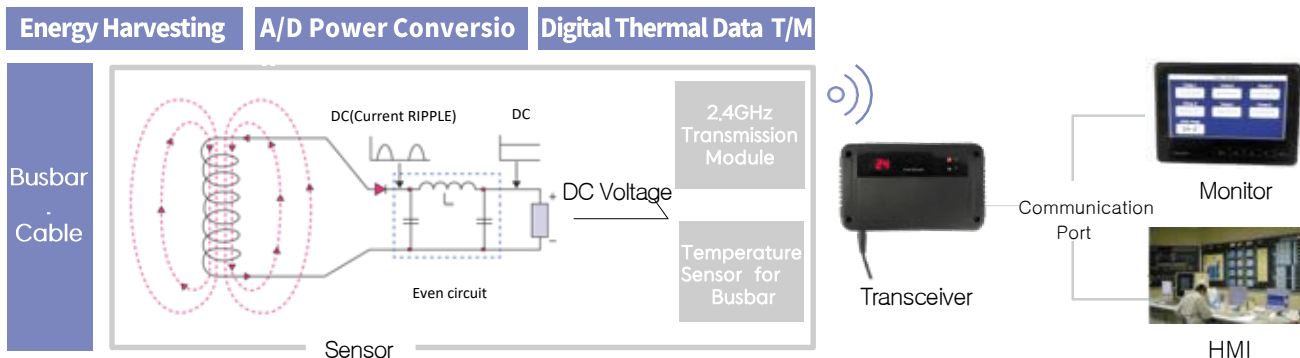 Energy Harvesting
A/D Power Conversio
Digital Thermal Data T/M
Busbar
.
Cable
DC(Current RIPPLE)
DC
L
+
−
Even circuit
DC Voltage
2.4GHz
Transmission
Module
Temperature
Sensor for
Busbar
Sensor
24
Transceiver
Communication
Port
Monitor
HMI